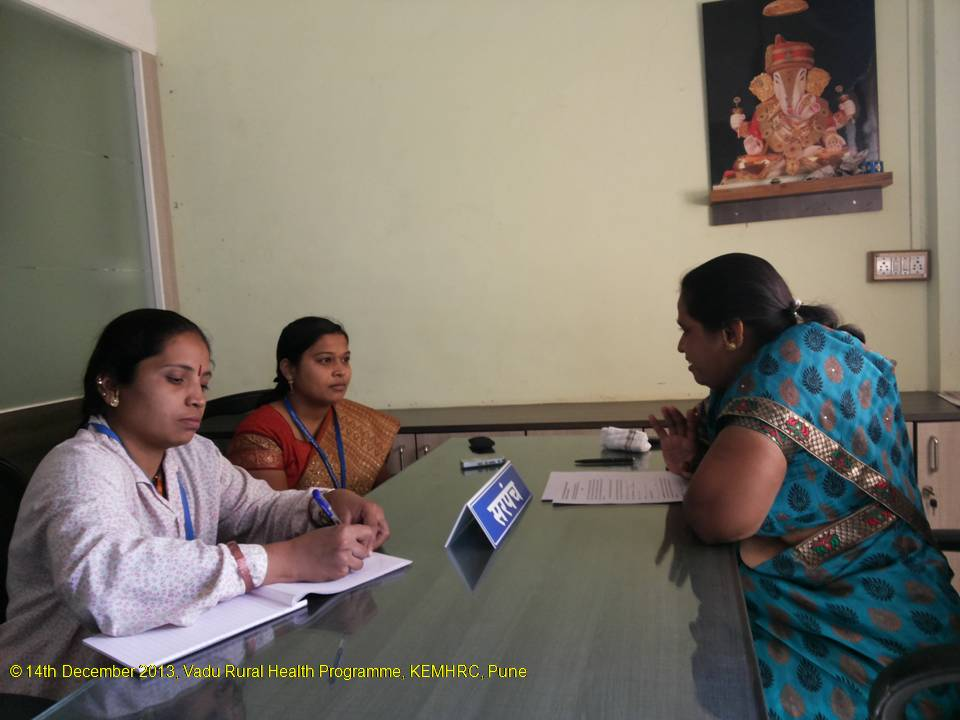 सरपंच
© 14th December 2013, Vadu Rural Health Programme, KEMHRC, Pune